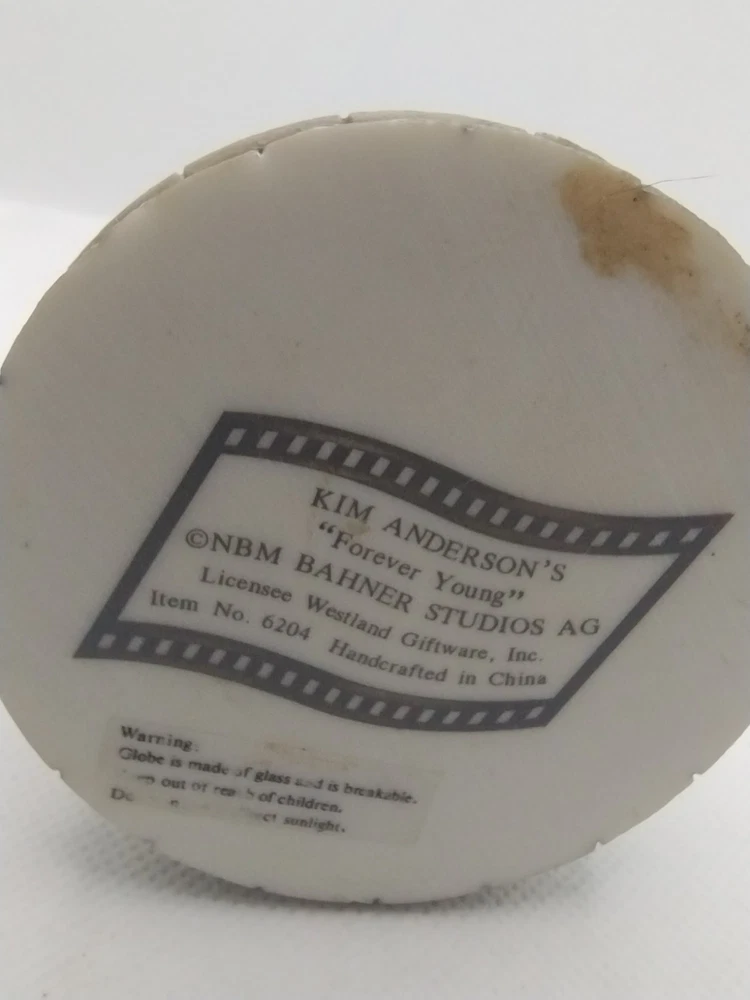 KIM ANDERSON'S
“Forever Young”
©NBM BAHNER STUDIOS AG
Licensee Westland Giftware, Inc.
Item No. 6204 Handcrafted in China
Warning:
Globe is made of glass and is breakable.
out of reach of children.
sunlight.